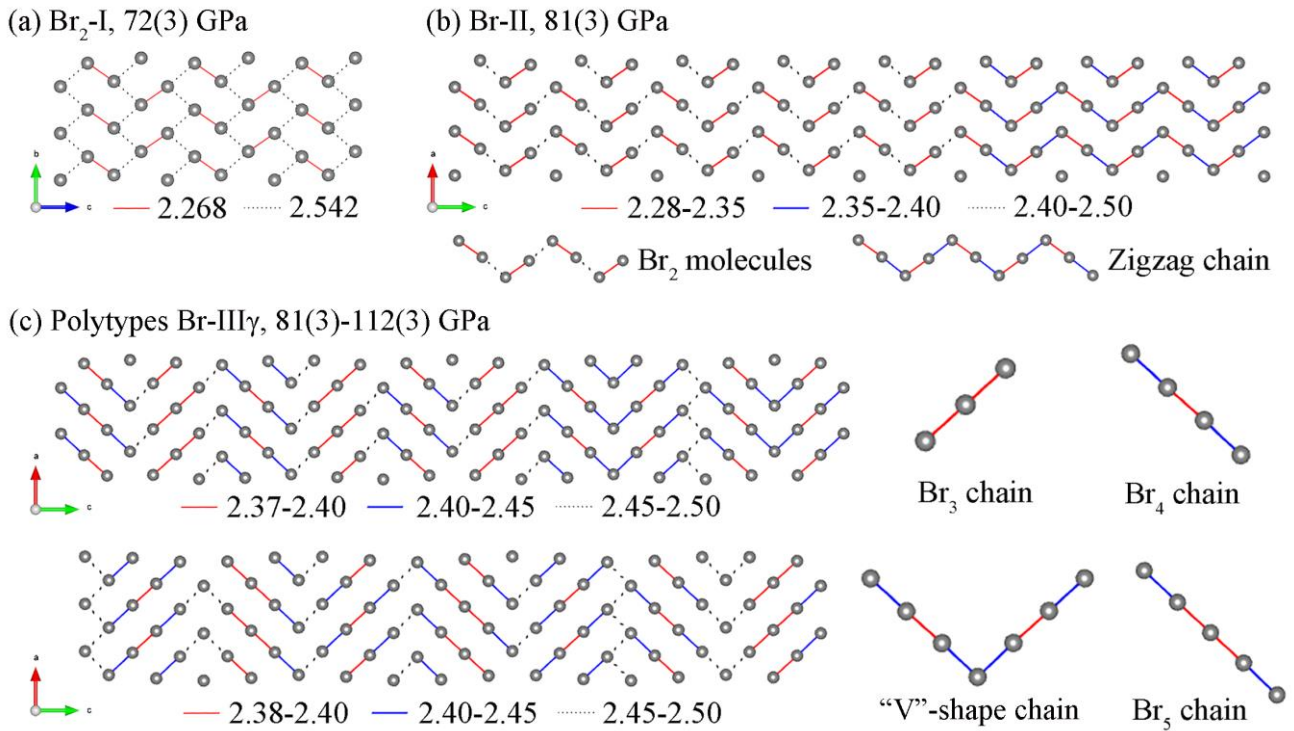 (a) Br₂-I, 72(3) GPa
(b) Br-II, 81(3) GPa
b
c
2.268 2.542
a
c
2.28-2.35 2.35-2.40 2.40-2.50
Br₂ molecules
Zigzag chain
(c) Polytypes Br-IIIγ, 81(3)-112(3) GPa
a
c
2.37-2.40 2.40-2.45 2.45-2.50
Br₃ chain
Br₄ chain
a
c
2.38-2.40 2.40-2.45 2.45-2.50
“V”-shape chain
Br₅ chain